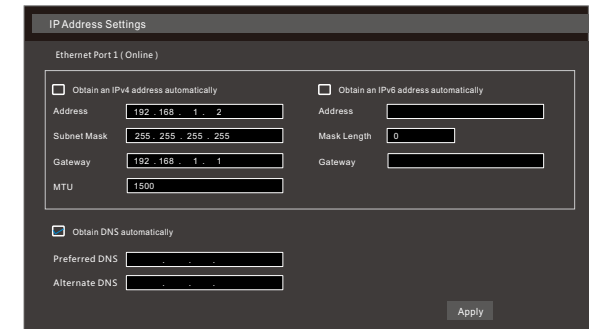 IP Address Settings
Ethernet Port 1 ( Online )
Obtain an IPv4 address automatically
Obtain an IPv6 address automatically
Address 192 . 168 . 1 . 2
Address
Subnet Mask 255 . 255 . 255 . 255
Mask Length 0
Gateway 192 . 168 . 1 . 1
Gateway
MTU 1500
Obtain DNS automatically
Preferred DNS . . .
Alternate DNS . . .
Apply